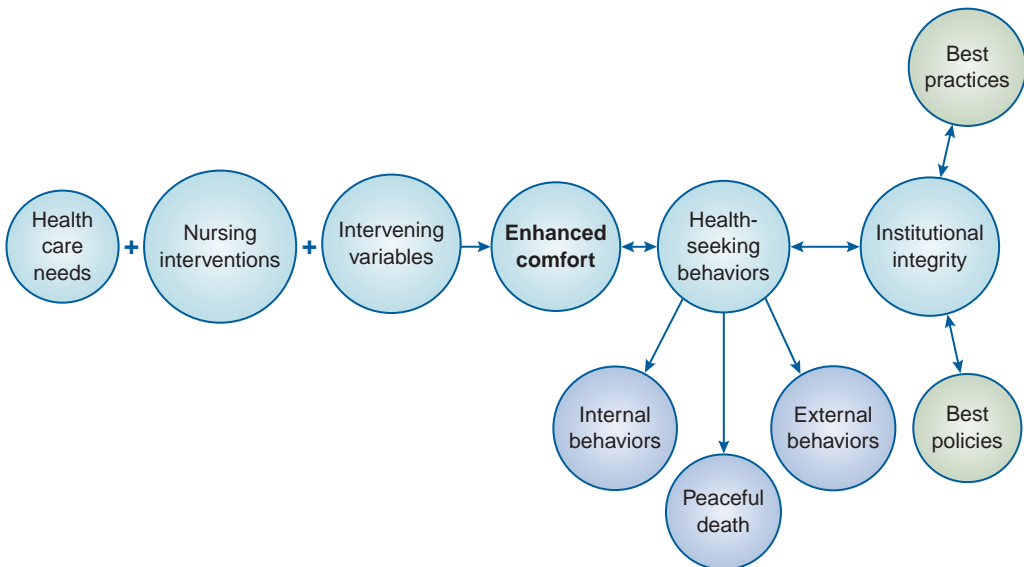 Best
practices
Health
care
needs
+
Nursing
interventions
+
Intervening
variables
Enhanced
comfort
Health-
seeking
behaviors
Institutional
integrity
Internal
behaviors
Peaceful
death
External
behaviors
Best
policies